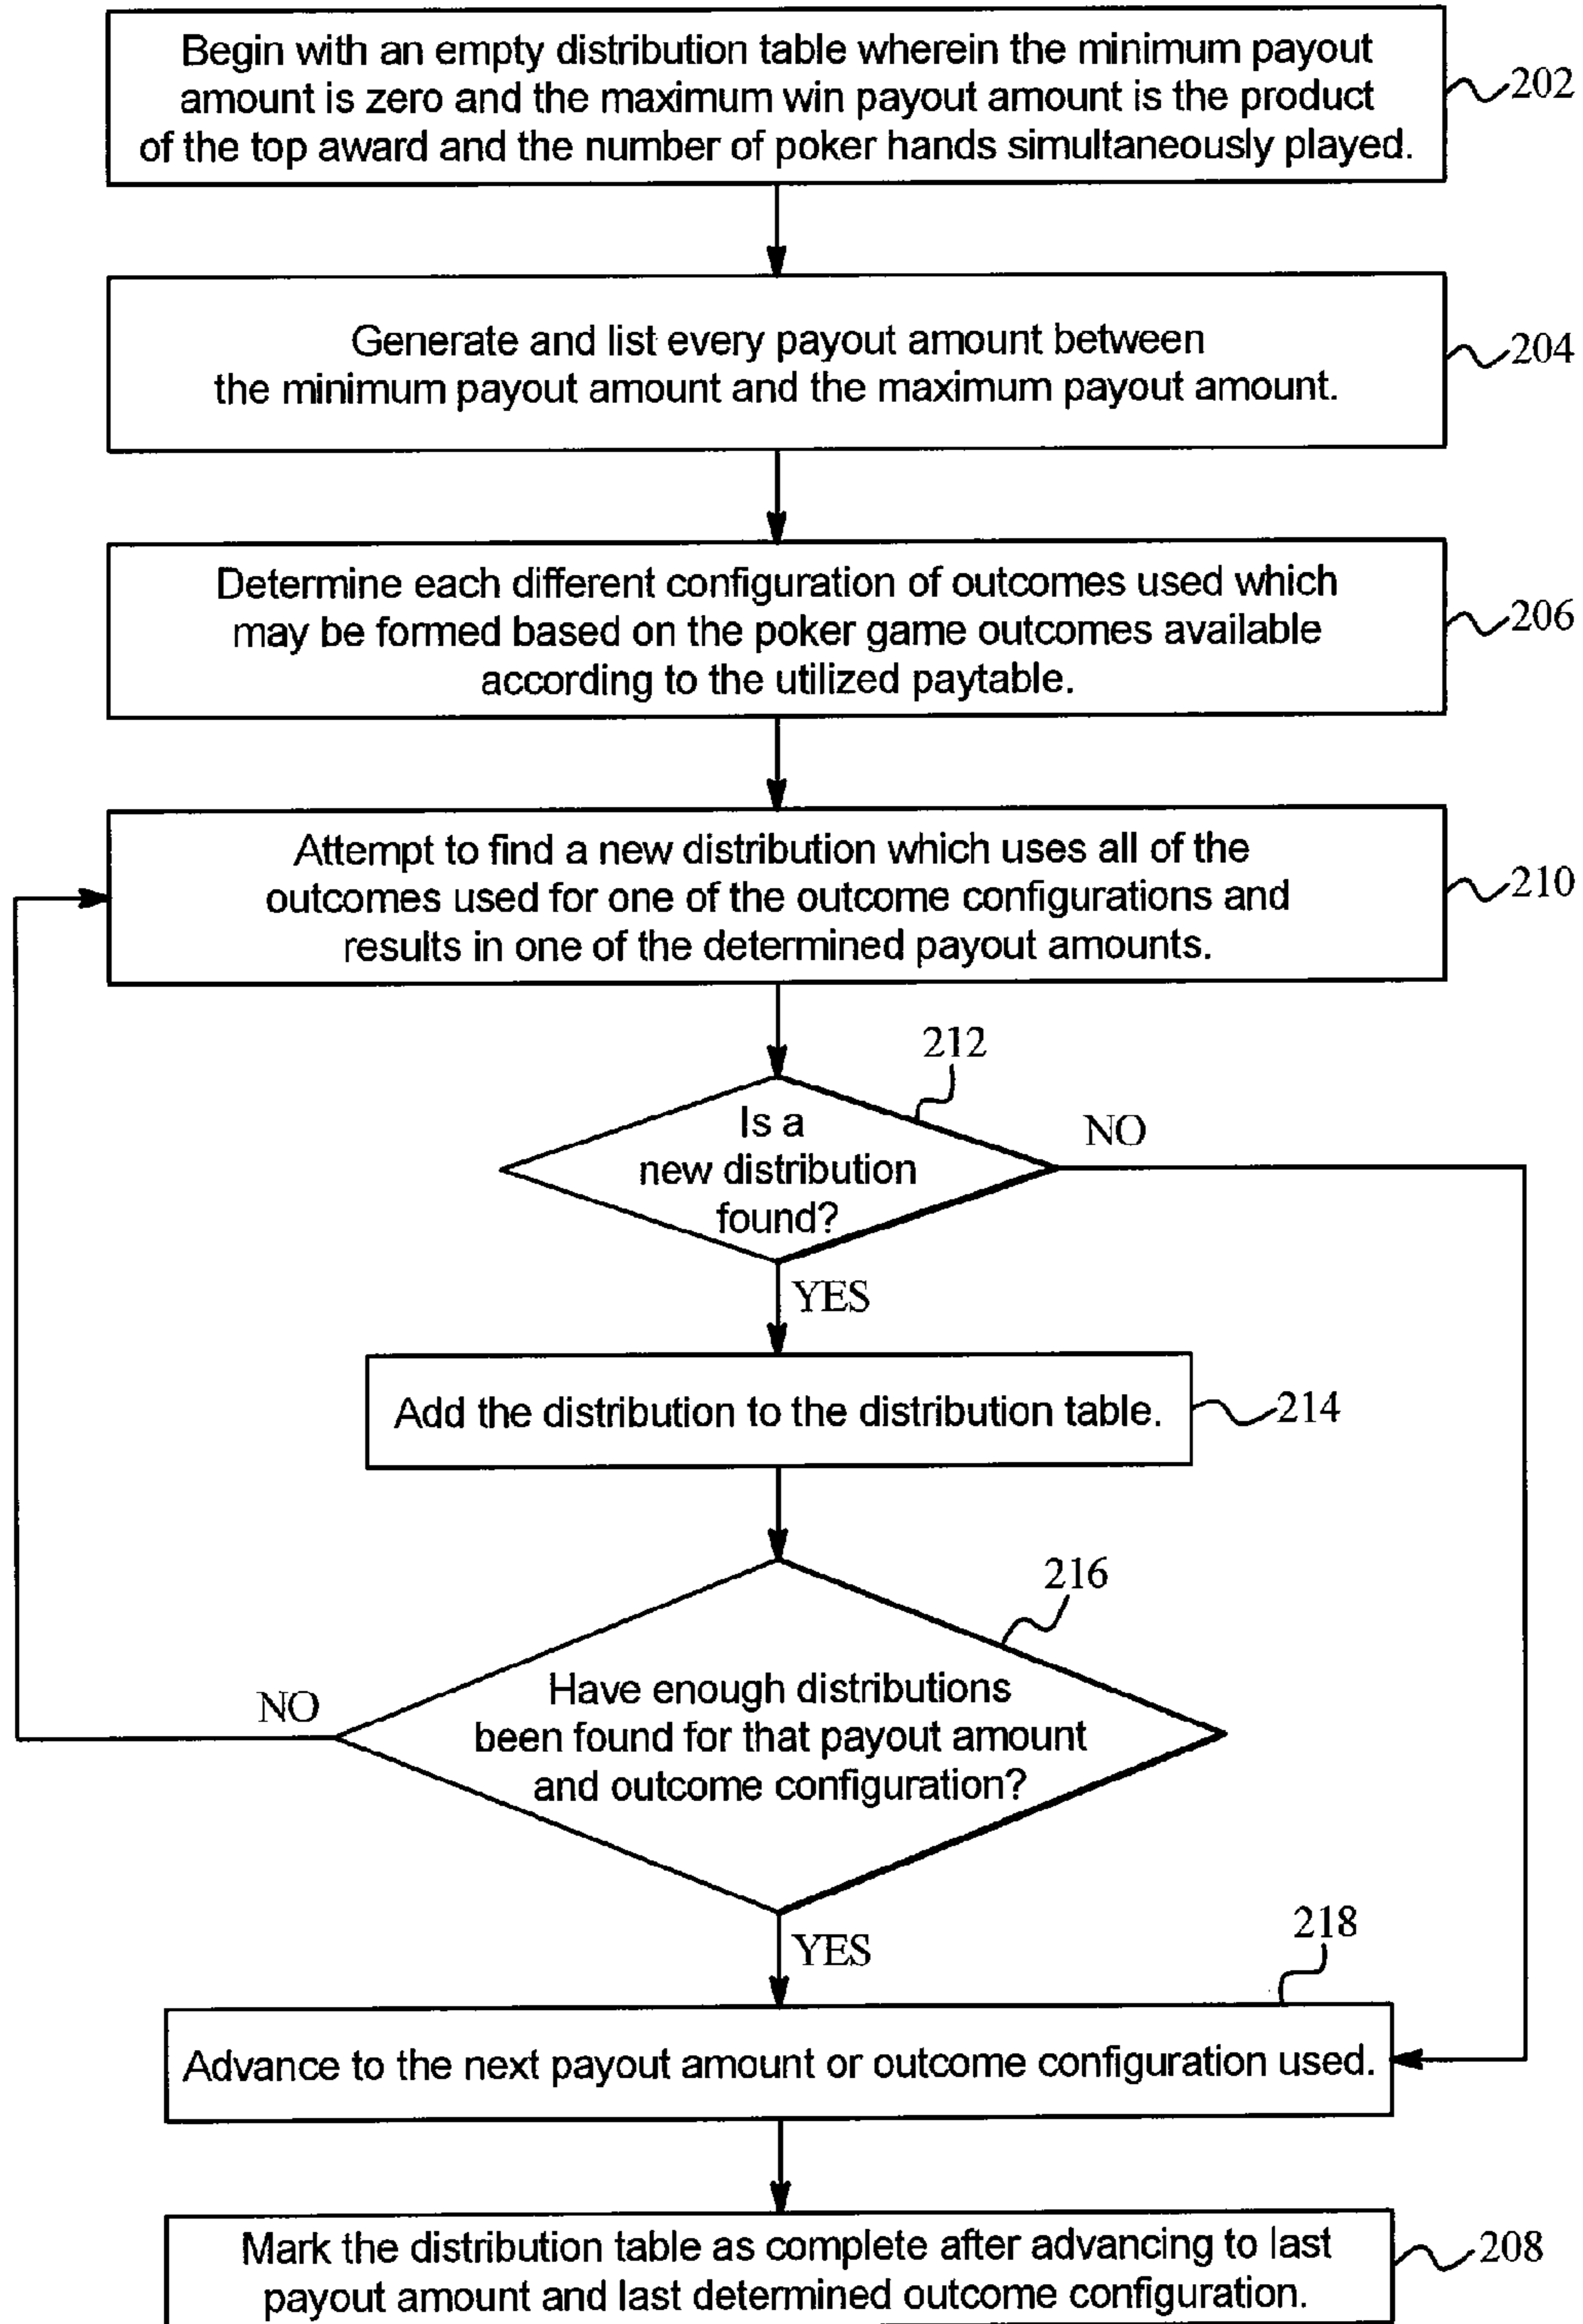 Begin with an empty distribution table wherein the minimum payout
amount is zero and the maximum win payout amount is the product
of the top award and the number of poker hands simultaneously played.
202
Generate and list every payout amount between
the minimum payout amount and the maximum payout amount.
204
Determine each different configuration of outcomes used which
may be formed based on the poker game outcomes available
according to the utilized paytable.
206
Attempt to find a new distribution which uses all of the
outcomes used for one of the outcome configurations and
results in one of the determined payout amounts.
210
212
Is a
new distribution
found?
NO
YES
Add the distribution to the distribution table.
214
216
Have enough distributions
been found for that payout amount
and outcome configuration?
NO
YES
218
Advance to the next payout amount or outcome configuration used.
Mark the distribution table as complete after advancing to last
payout amount and last determined outcome configuration.
208